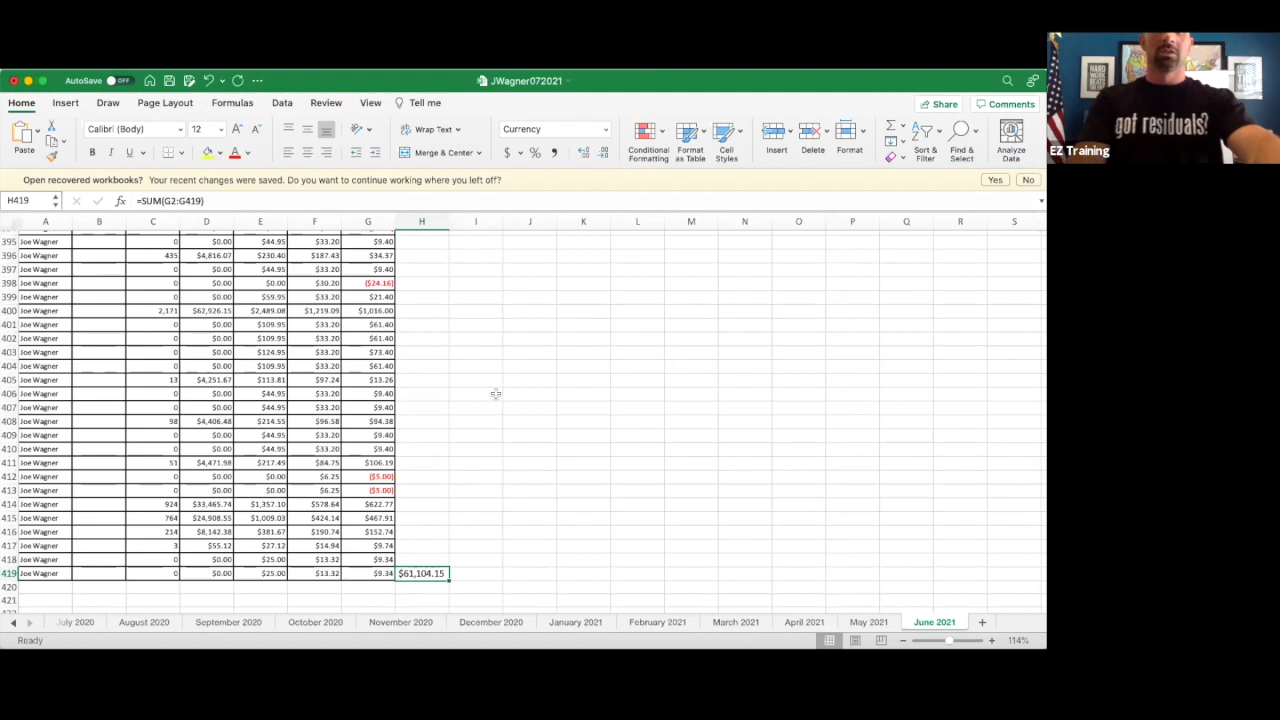 AutoSave OFF JWagner072021
Home Insert Draw Page Layout Formulas Data Review View Tell me Share Comments
Paste Calibri (Body) 12 A A Wrap Text Currency Conditional Formatting Format as Table Cell Styles Insert Delete Format Sort & Filter Find & Select Analyze Data
B I U A Merge & Center $ % 9
Open recovered workbooks? Your recent changes were saved. Do you want to continue working where you left off? Yes No
H419 fx =SUM(G2:G419)
A B C D E F G H I J K L M N O P Q R S
395 Joe Wagner 0 $0.00 $44.95 $33.20 $9.40
396 Joe Wagner 435 $4,816.07 $230.40 $187.43 $34.37
397 Joe Wagner 0 $0.00 $44.95 $33.20 $9.40
398 Joe Wagner 0 $0.00 $0.00 $30.20 ($24.16)
399 Joe Wagner 0 $0.00 $59.95 $33.20 $21.40
400 Joe Wagner 2,171 $62,926.15 $2,489.08 $1,219.09 $1,016.00
401 Joe Wagner 0 $0.00 $109.95 $33.20 $61.40
402 Joe Wagner 0 $0.00 $109.95 $33.20 $61.40
403 Joe Wagner 0 $0.00 $124.95 $33.20 $73.40
404 Joe Wagner 0 $0.00 $109.95 $33.20 $61.40
405 Joe Wagner 13 $4,251.67 $113.81 $97.24 $13.26
406 Joe Wagner 0 $0.00 $44.95 $33.20 $9.40
407 Joe Wagner 0 $0.00 $44.95 $33.20 $9.40
408 Joe Wagner 98 $4,406.48 $214.55 $96.58 $94.38
409 Joe Wagner 0 $0.00 $44.95 $33.20 $9.40
410 Joe Wagner 0 $0.00 $44.95 $33.20 $9.40
411 Joe Wagner 51 $4,471.98 $217.49 $84.75 $106.19
412 Joe Wagner 0 $0.00 $0.00 $6.25 ($5.00)
413 Joe Wagner 0 $0.00 $0.00 $6.25 ($5.00)
414 Joe Wagner 924 $33,465.74 $1,357.10 $578.64 $622.77
415 Joe Wagner 764 $24,908.55 $1,009.03 $424.14 $467.91
416 Joe Wagner 214 $8,142.38 $381.67 $190.74 $152.74
417 Joe Wagner 3 $55.12 $27.12 $14.94 $9.74
418 Joe Wagner 0 $0.00 $25.00 $13.32 $9.34
419 Joe Wagner 0 $0.00 $25.00 $13.32 $9.34 $61,104.15
420
421
July 2020 August 2020 September 2020 October 2020 November 2020 December 2020 January 2021 February 2021 March 2021 April 2021 May 2021 June 2021
Ready 114%
HARD WORK BEATS
got residuals?
EZ Training